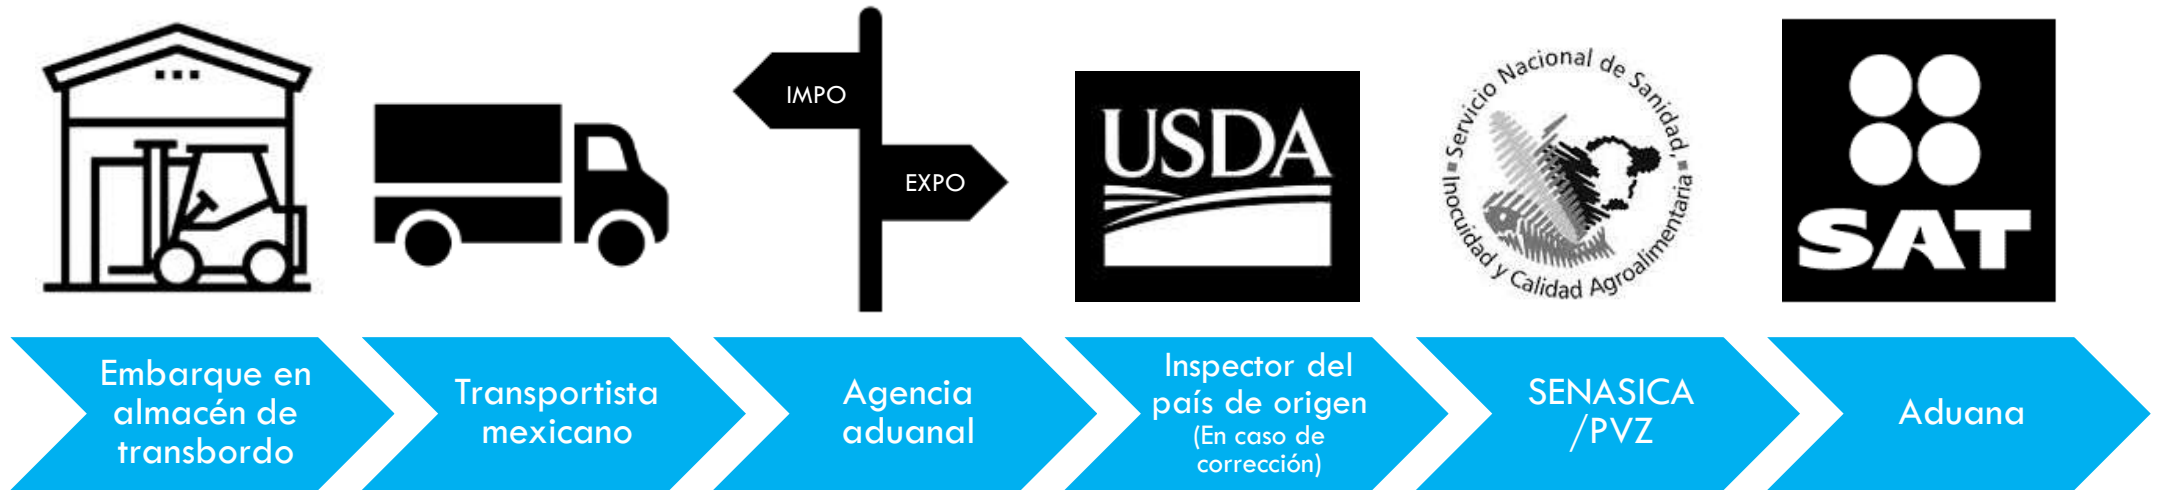 IMPO
EXPO
USDA
Servicio Nacional de Sanidad,
Inocuidad y Calidad Agroalimentaria
SAT
Embarque en
almacén de
transbordo
Transportista
mexicano
Agencia
aduanal
Inspector del
país de origen
(En caso de
corrección)
SENASICA
/PVZ
Aduana